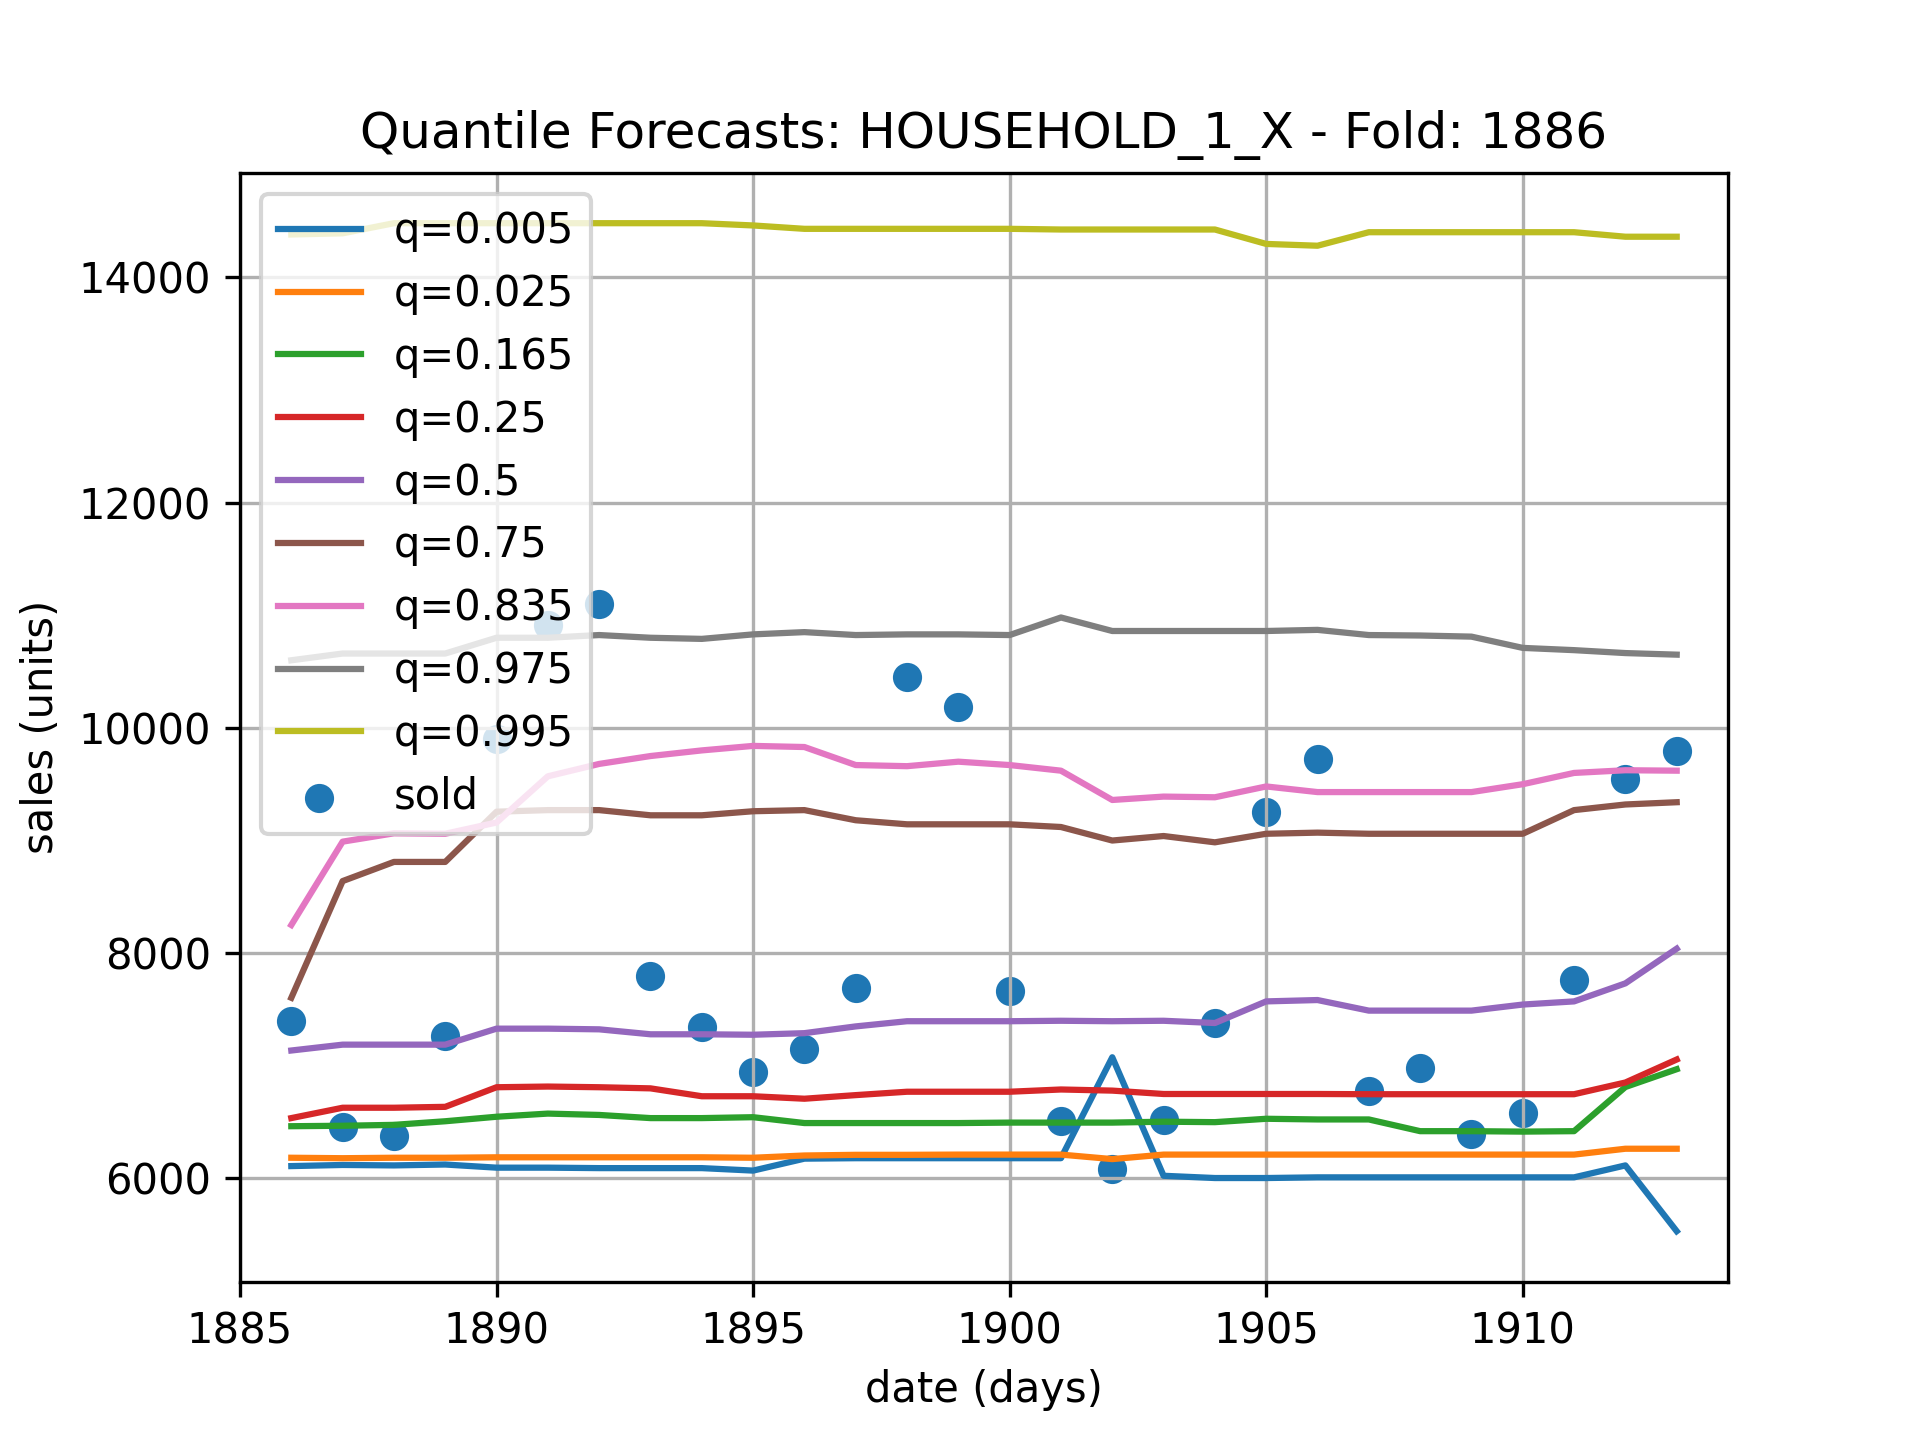 Quantile Forecasts: HOUSEHOLD_1_X - Fold: 1886
q=0.005
q=0.025
q=0.165
q=0.25
q=0.5
q=0.75
q=0.835
q=0.975
q=0.995
sold
14000
12000
10000
8000
6000
sales (units)
1885
1890
1895
1900
1905
1910
date (days)